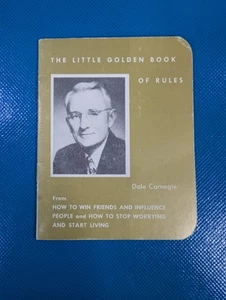 THE LITTLE GOLDEN BOOK
OF RULES
Dale Carnegie
From
HOW TO WIN FRIENDS AND INFLUENCE
PEOPLE and HOW TO STOP WORRYING
AND START LIVING